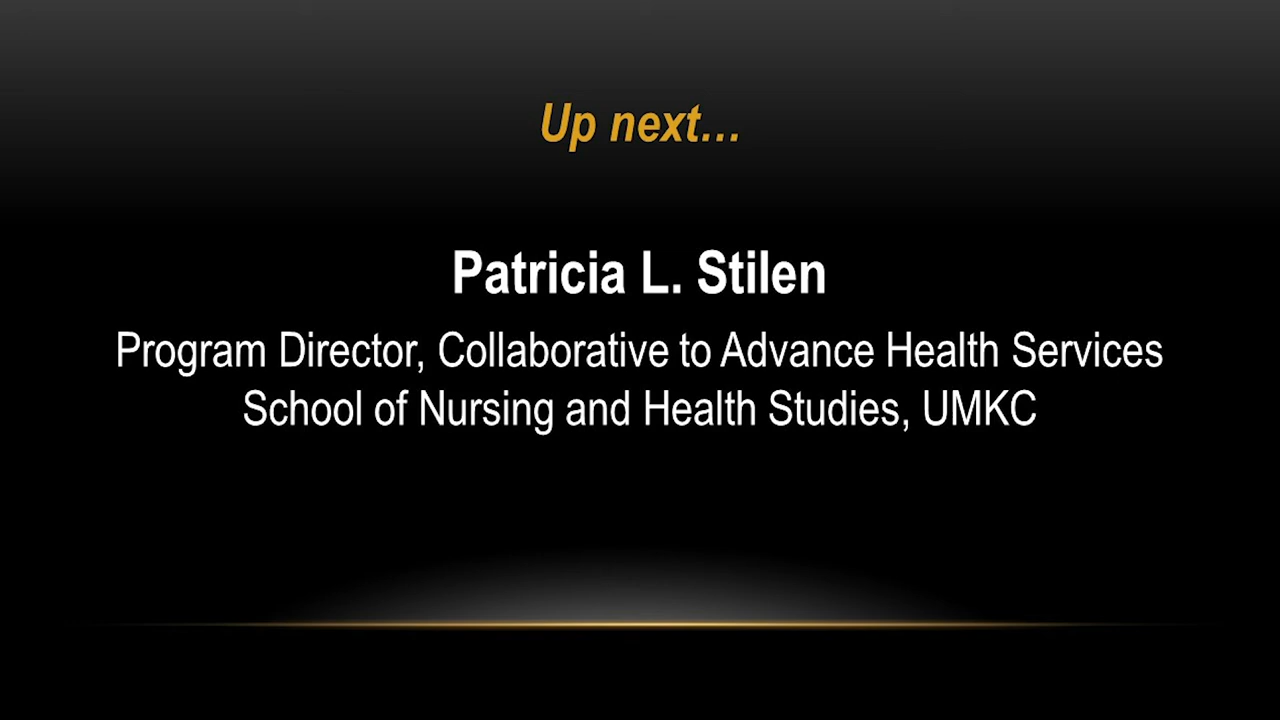 Up next…
Patricia L. Stilen
Program Director, Collaborative to Advance Health Services
School of Nursing and Health Studies, UMKC